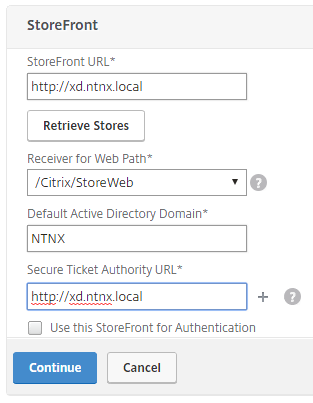 StoreFront
StoreFront URL*
http://xd.ntnx.local
Retrieve Stores
Receiver for Web Path*
/Citrix/StoreWeb
?
Default Active Directory Domain*
NTNX
Secure Ticket Authority URL*
http://xd.ntnx.local + ?
Use this StoreFront for Authentication
Continue Cancel